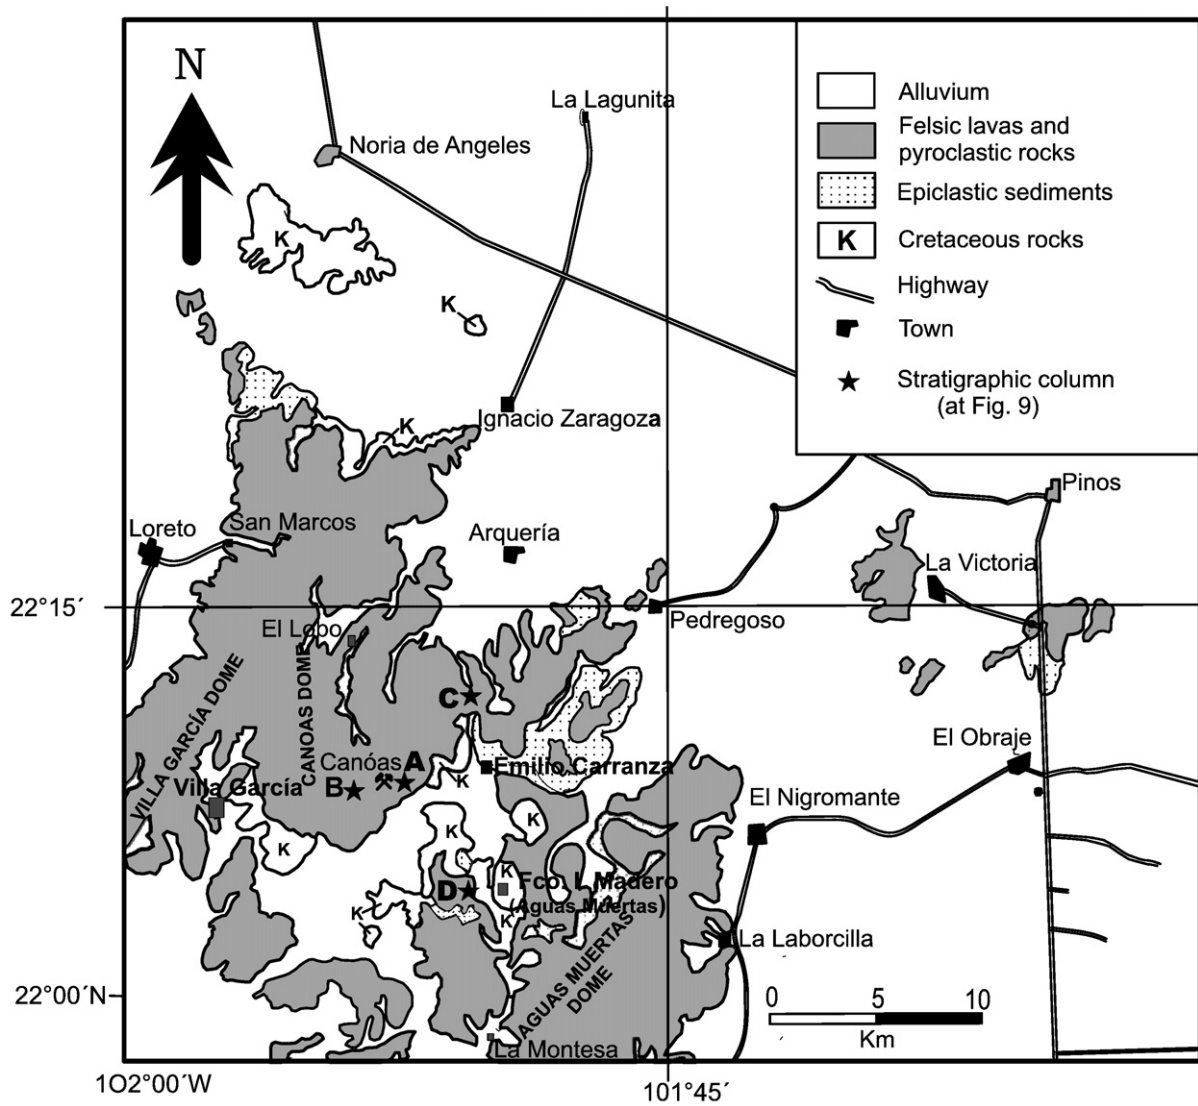 N
La Lagunita
Noria de Angeles
Alluvium
Felsic lavas and
pyroclastic rocks
Epiclastic sediments
K
Cretaceous rocks
Highway
Town
Stratigraphic column
(at Fig. 9)
K
K
Ignacio Zaragoza
K
Pinos
Loreto
San Marcos
Arquería
La Victoria
22°15´
El Lobo
Pedregoso
VILLA GARCÍA DOME
CANOAS DOME
C
El Obraje
Canóas
A
B
K
Emilio Carranza
Villa García
El Nigromante
K
K
K
K
D
Fco. I. Madero
(Aguas Muertas)
K
K
La Laborcilla
AGUAS MUERTAS
DOME
22°00´N
0 5 10
Km
La Montesa
1O2°00´W
101°45´